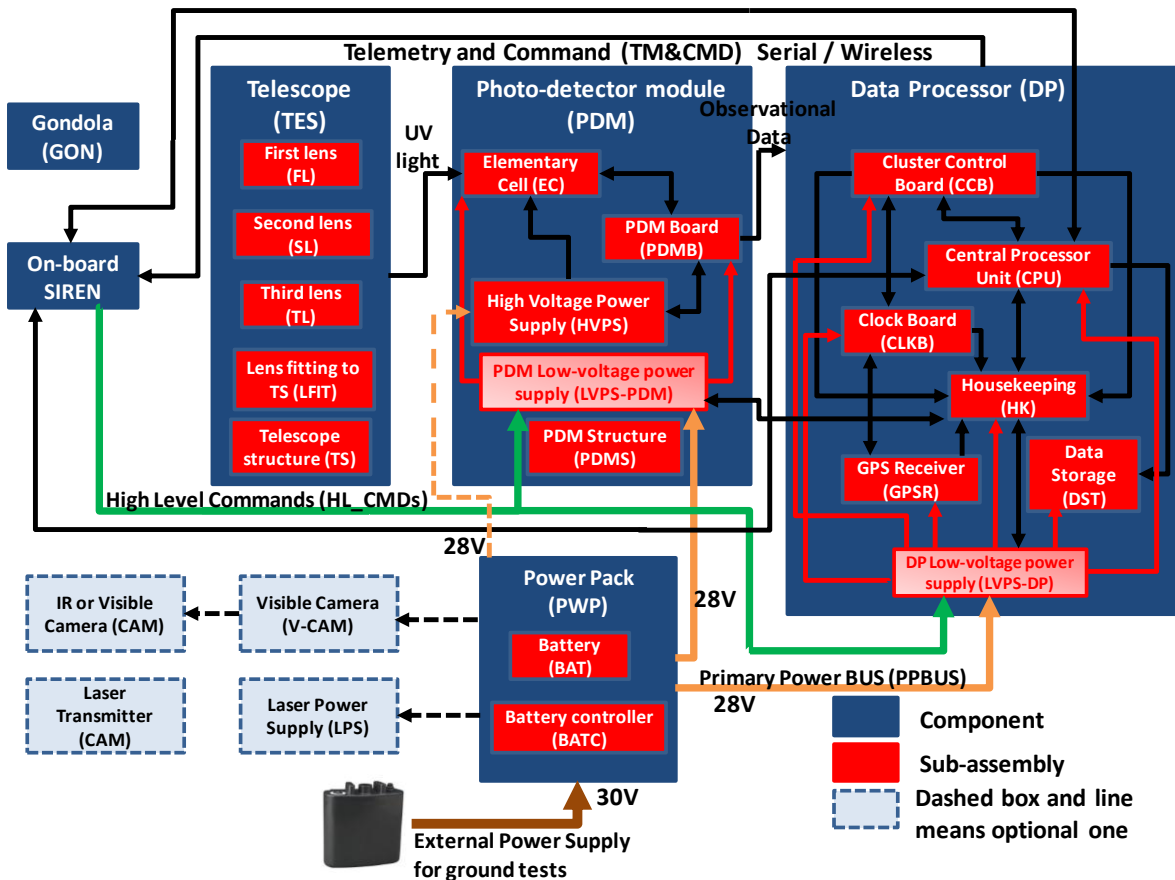 Telemetry and Command (TM&CMD) Serial / Wireless
Gondola
(GON)
On-board
SIREN
Telescope
(TES)
First lens
(FL)
Second lens
(SL)
Third lens
(TL)
Lens fitting to
TS (LFIT)
Telescope
structure (TS)
UV
light
Photo-detector module
(PDM)
Elementary
Cell (EC)
PDM Board
(PDMB)
High Voltage Power
Supply (HVPS)
PDM Low-voltage power
supply (LVPS-PDM)
PDM Structure
(PDMS)
Observational
Data
Data Processor (DP)
Cluster Control
Board (CCB)
Central Processor
Unit (CPU)
Clock Board
(CLKB)
Housekeeping
(HK)
GPS Receiver
(GPSR)
Data
Storage
(DST)
DP Low-voltage power
supply (LVPS-DP)
High Level Commands (HL_CMDs)
28V
28V
Power Pack
(PWP)
Battery
(BAT)
Battery controller
(BATC)
Primary Power BUS (PPBUS)
28V
IR or Visible
Camera (CAM)
Visible Camera
(V-CAM)
Laser
Transmitter
(CAM)
Laser Power
Supply (LPS)
30V
External Power Supply
for ground tests
Component
Sub-assembly
Dashed box and line
means optional one